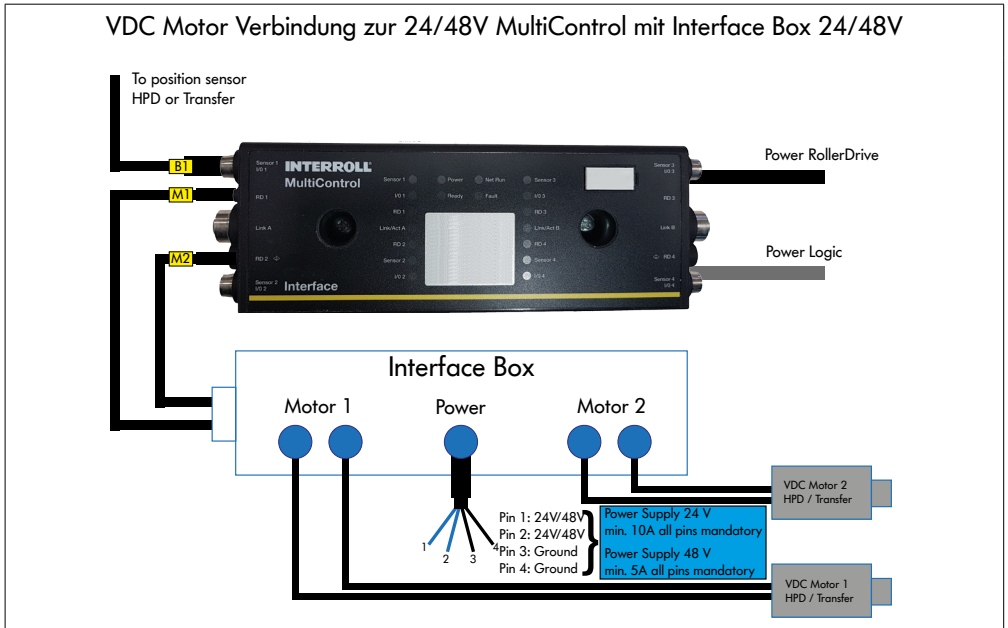 VDC Motor Verbindung zur 24/48V MultiControl mit Interface Box 24/48V
To position sensor
HPD or Transfer
B1
M1
M2
Sensor 1
I/O 1
RD 1
Link A
RD 2
Sensor 2
I/O 2
INTERROLL
MultiControl
Interface
Sensor 1
I/O 1
RD 1
Link/Act A
RD 2
Sensor 2
I/O 2
Power
Net Run
Ready
Fault
Sensor 3
I/O 3
RD 3
Link/Act B
RD 4
Sensor 4
I/O 4
Sensor 3
I/O 3
RD 3
Link B
RD 4
Sensor 4
I/O 4
Power RollerDrive
Power Logic
Interface Box
Motor 1
Power
Motor 2
1
2
3
4
Pin 1: 24V/48V
Pin 2: 24V/48V
Pin 3: Ground
Pin 4: Ground
Power Supply 24 V
min. 10A all pins mandatory
Power Supply 48 V
min. 5A all pins mandatory
VDC Motor 2
HPD / Transfer
VDC Motor 1
HPD / Transfer